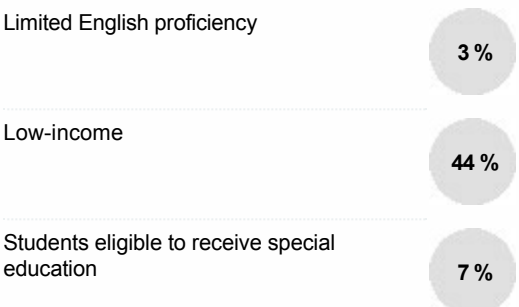 Limited English proficiency
3 %
Low-income
44 %
Students eligible to receive special
education
7 %